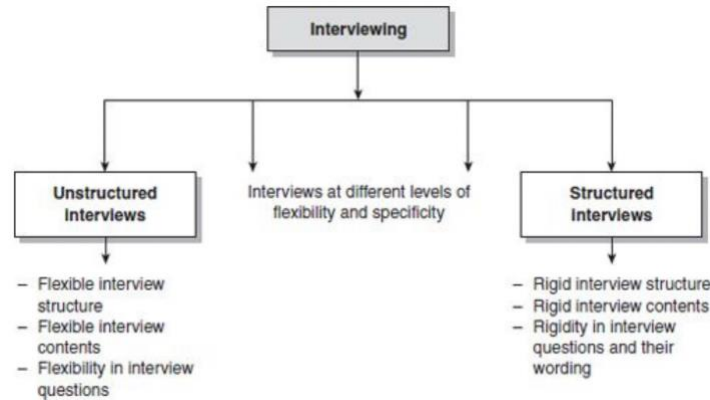 Interviewing
Unstructured
interviews
Interviews at different levels of
flexibility and specificity
Structured
interviews
– Flexible interview
structure
– Flexible interview
contents
– Flexibility in interview
questions
– Rigid interview structure
– Rigid interview contents
– Rigidity in interview
questions and their
wording